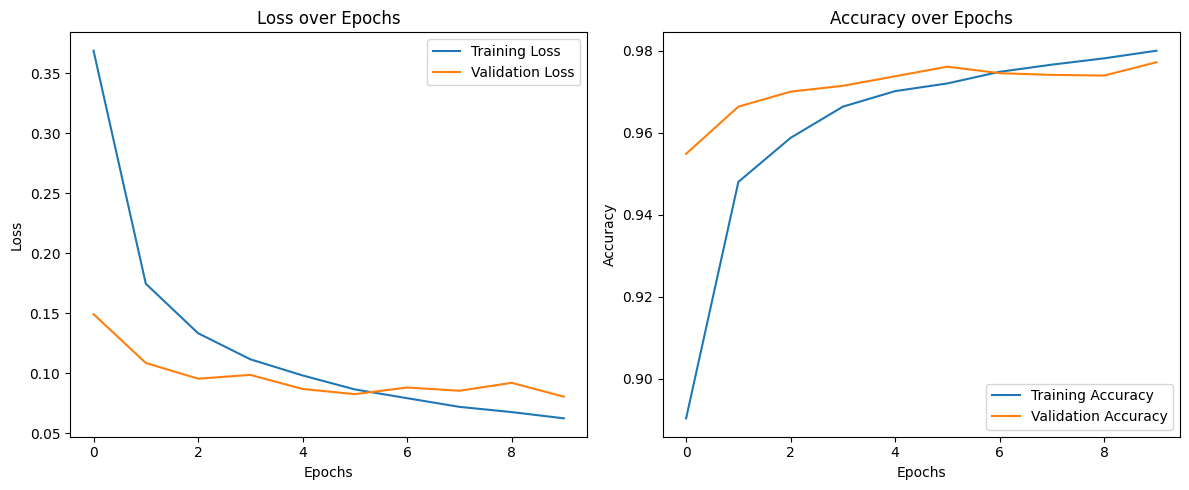 Loss over Epochs
0.35
0.30
0.25
0.20
0.15
0.10
0.05
Loss
0 2 4 6 8
Epochs
Training Loss
Validation Loss
Accuracy over Epochs
0.98
0.96
0.94
0.92
0.90
Accuracy
0 2 4 6 8
Epochs
Training Accuracy
Validation Accuracy